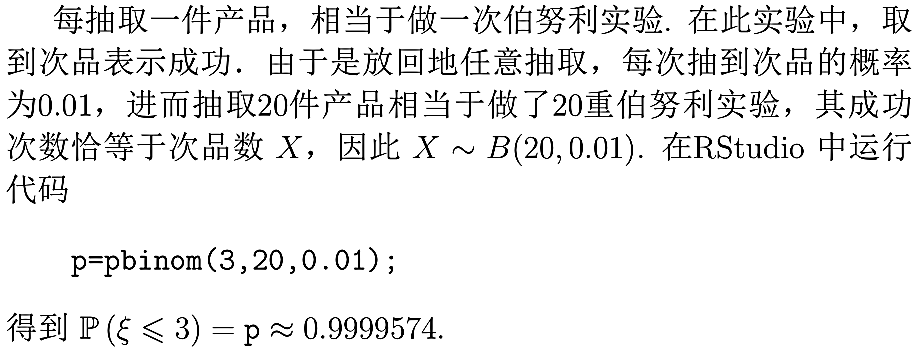 每抽取一件产品，相当于做一次伯努利实验. 在此实验中，取
到次品表示成功．由于是放回地任意抽取，每次抽到次品的概率
为0.01，进而抽取20件产品相当于做了20重伯努利实验，其成功
次数恰等于次品数 X，因此 X ∼ B(20, 0.01). 在RStudio 中运行
代码
p=pbinom(3,20,0.01);
得到 ℙ (ξ ⩽ 3) = p ≈ 0.9999574.